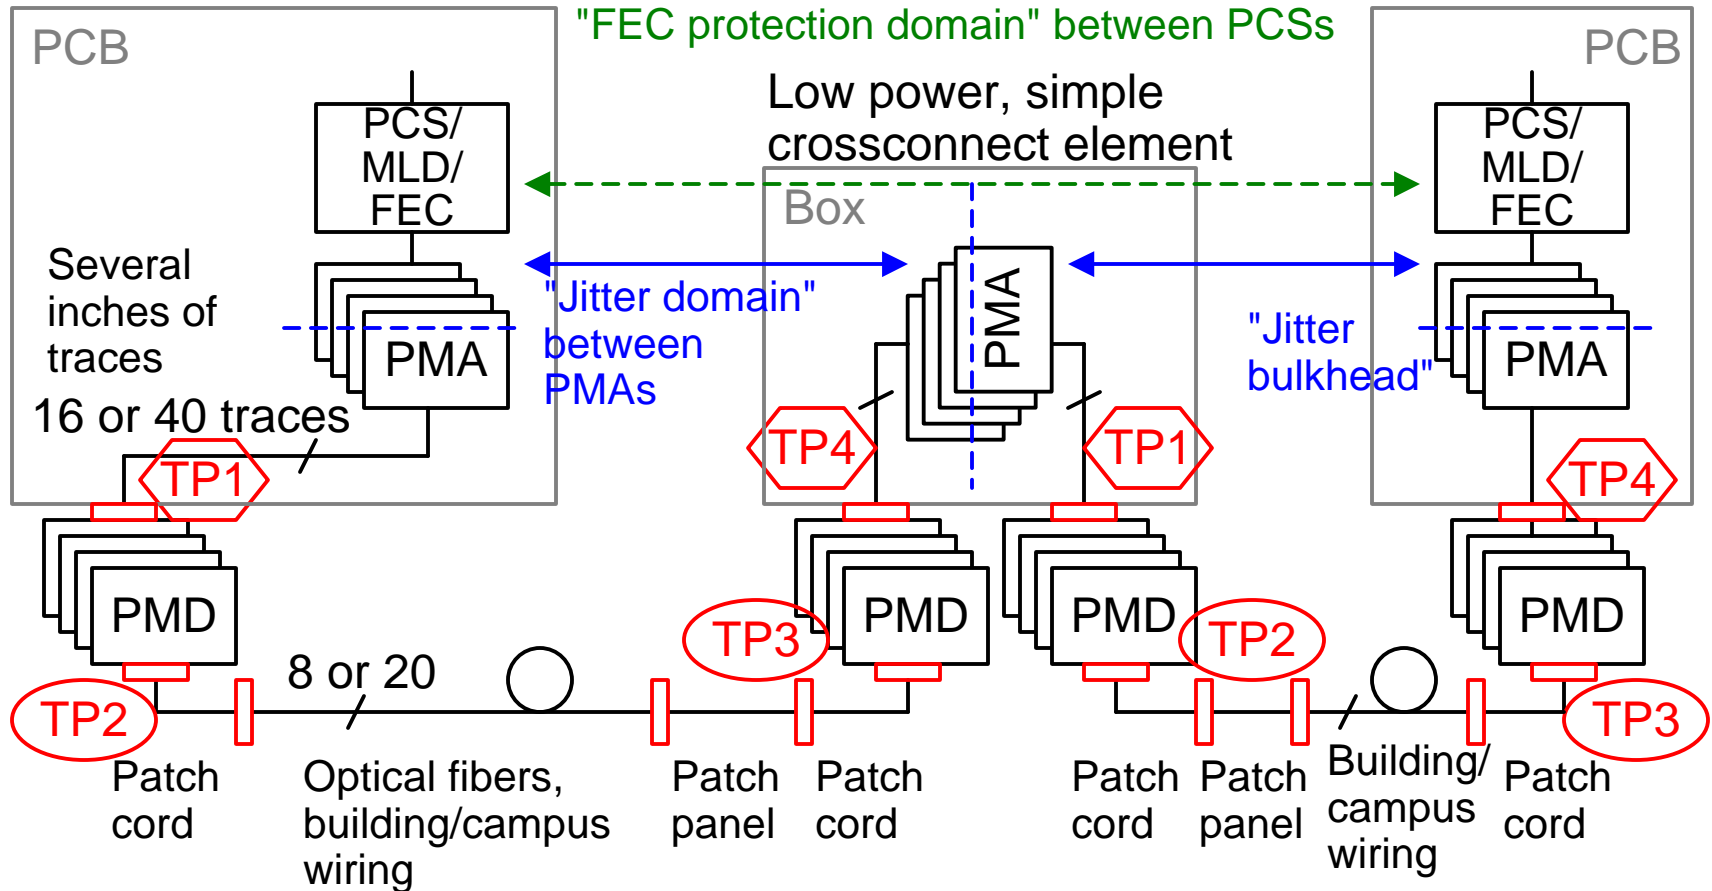 "FEC protection domain" between PCSs
PCB
PCB
Low power, simple
crossconnect element
PCS/
MLD/
FEC
PCS/
MLD/
FEC
Box
Several
inches of
traces
"Jitter domain"
between
PMAs
PMA
"Jitter
bulkhead"
PMA
PMA
16 or 40 traces
TP1
TP4
TP1
TP4
PMD
PMD
PMD
PMD
TP3
TP2
8 or 20
TP2
TP3
Patch
cord
Optical fibers,
building/campus
wiring
Patch
panel
Patch
cord
Patch
cord
Patch
panel
Building/
campus
wiring
Patch
cord